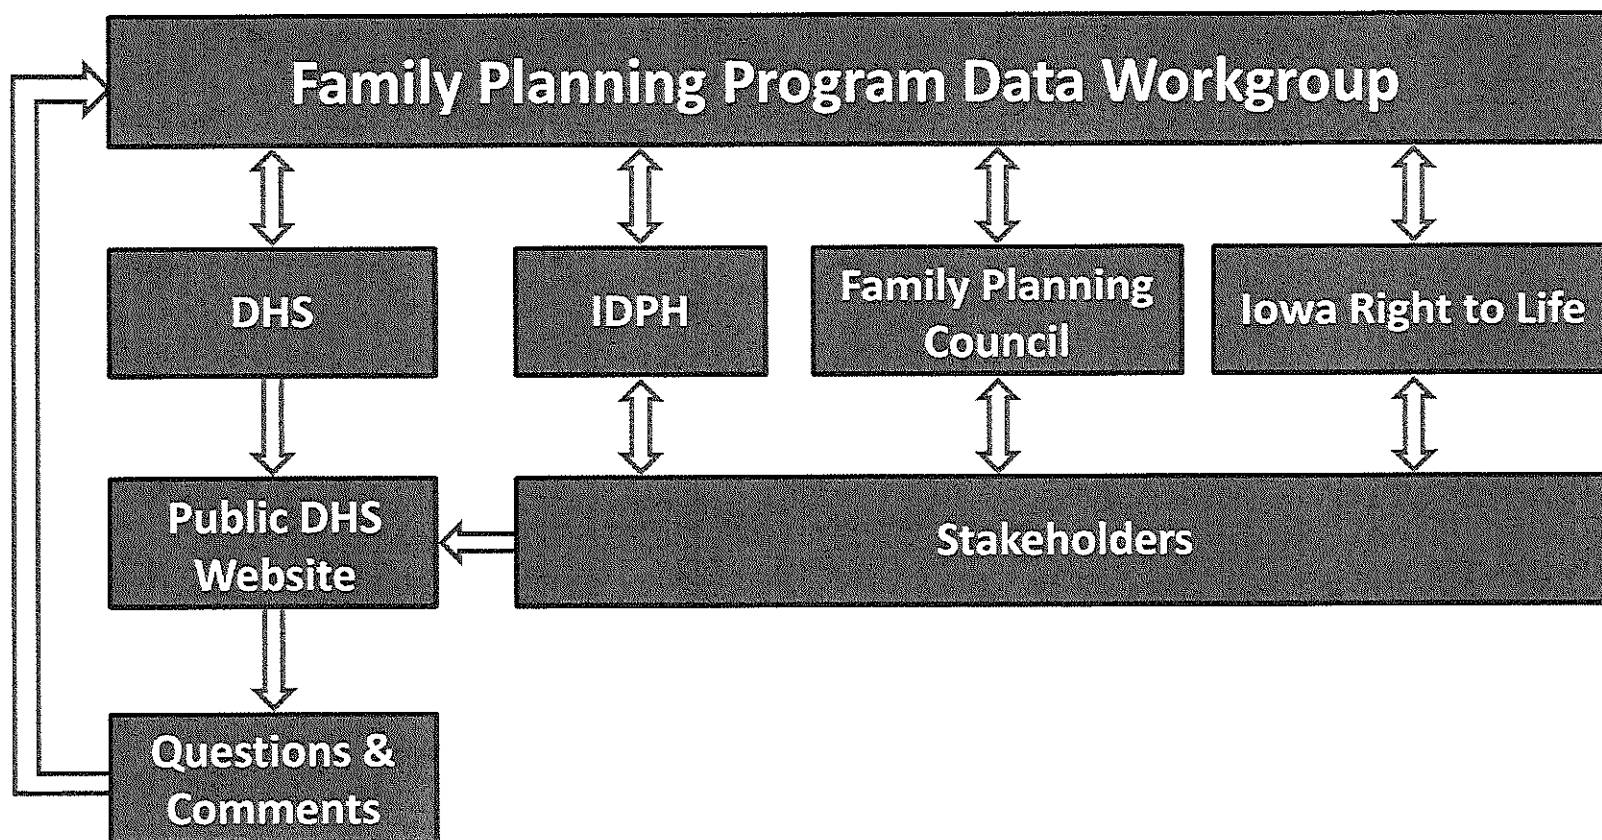 Family Planning Program Data Workgroup
DHS
IDPH
Family Planning
Council
Iowa Right to Life
Public DHS
Website
Stakeholders
Questions &
Comments